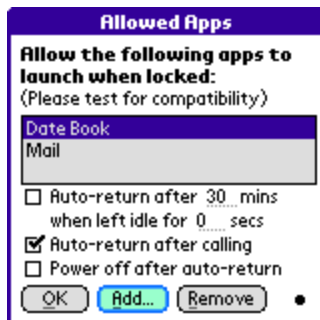 Allowed Apps
Allow the following apps to
launch when locked:
(Please test for compatibility)
Date Book
Mail
Auto-return after 30 mins
when left idle for 0 secs
Auto-return after calling
Power off after auto-return
OK Add... Remove